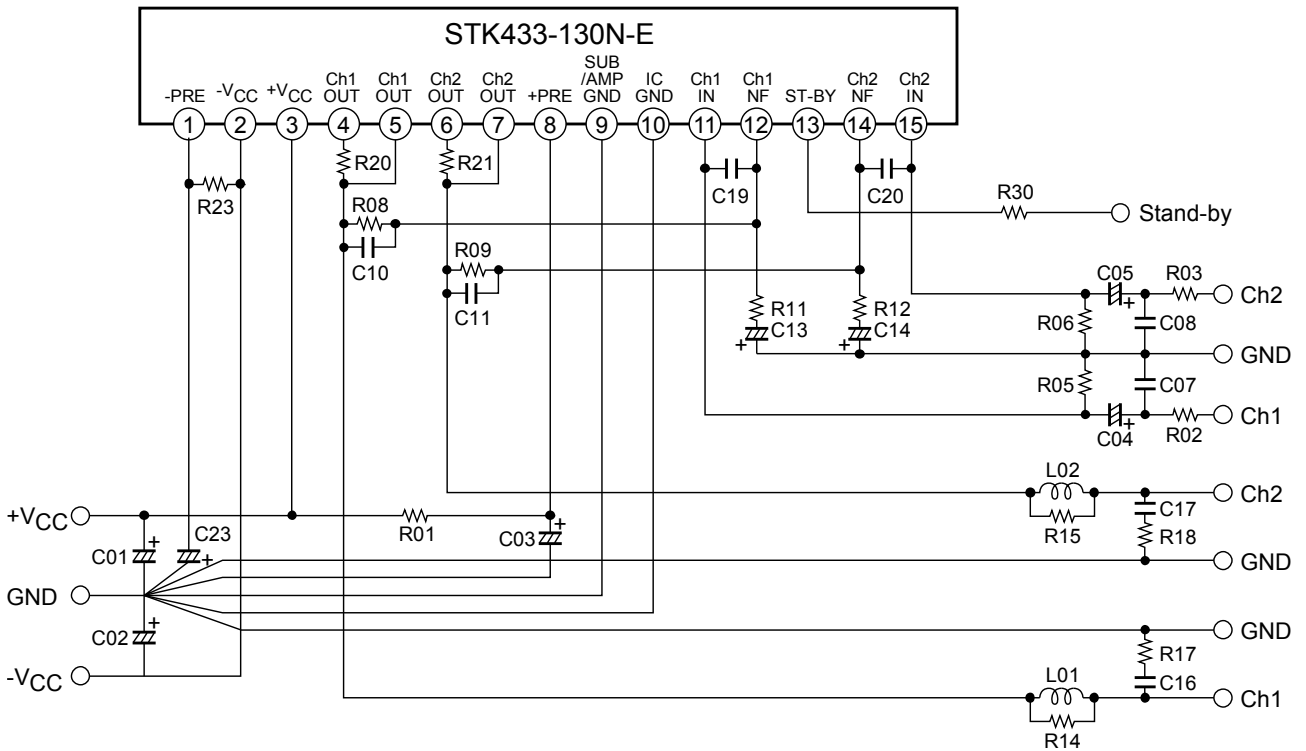 STK433-130N-E
-PRE
-VCC
+VCC
Ch1
OUT
Ch1
OUT
Ch2
OUT
Ch2
OUT
+PRE
SUB
/AMP
GND
IC
GND
Ch1
IN
Ch1
NF
ST-BY
Ch2
NF
Ch2
IN
1 2 3 4 5 6 7 8 9 10 11 12 13 14 15
R20
R21
C19
C20
R23
R08
R30
Stand-by
C10
R09
C11
C05
R03
Ch2
+
R11
C13
+
R12
C14
+
R06
C08
GND
R05
C07
C04
+
R02
Ch1
L02
Ch2
R15
C17
R18
GND
+VCC
R01
C01
+
C23
+
C03
+
GND
C02
+
-VCC
GND
R17
C16
L01
Ch1
R14